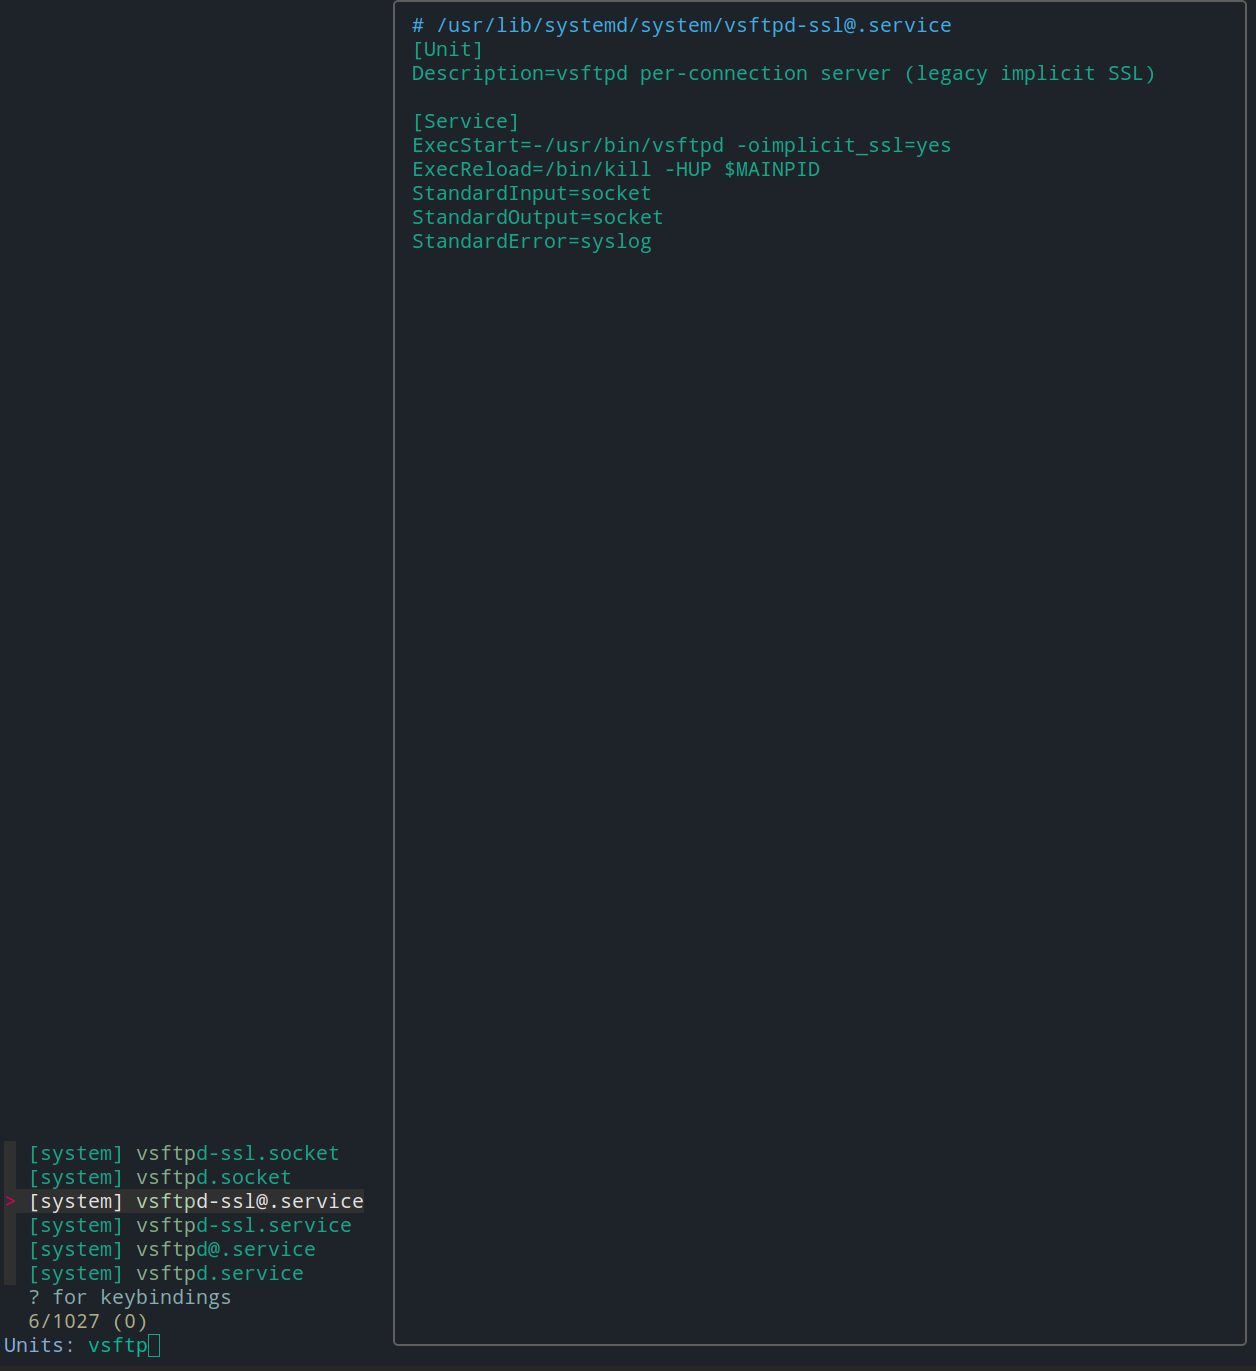 # /usr/lib/systemd/system/vsftpd-ssl@.service
[Unit]
Description=vsftpd per-connection server (legacy implicit SSL)
[Service]
ExecStart=-/usr/bin/vsftpd -oimplicit_ssl=yes
ExecReload=/bin/kill -HUP $MAINPID
StandardInput=socket
StandardOutput=socket
StandardError=syslog
[system] vsftpd-ssl.socket
[system] vsftpd.socket
> [system] vsftpd-ssl@.service
[system] vsftpd-ssl.service
[system] vsftpd@.service
[system] vsftpd.service
? for keybindings
6/1027 (0)
Units: vsftp